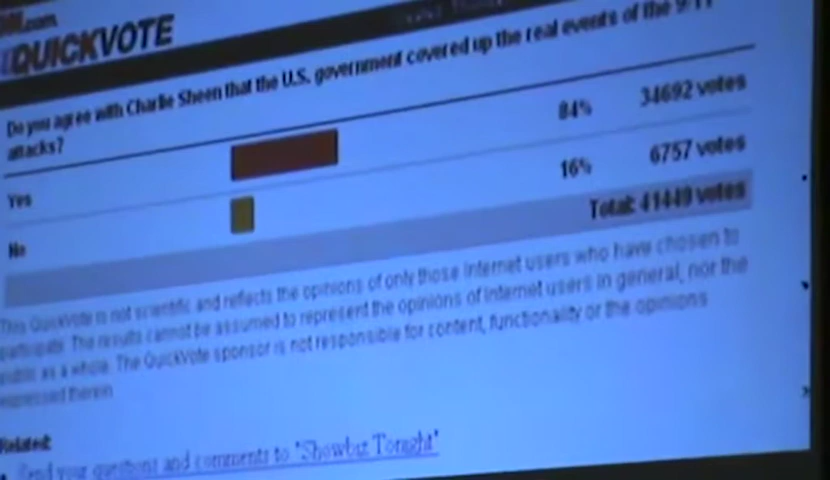 .com
QUICKVOTE
Do you agree with Charlie Sheen that the U.S. government covered up the real events of the 9/11
attacks?
Yes 84% 34692 votes
No 16% 6757 votes
Total: 41449 votes
This QuickVote is not scientific and reflects the opinions of only those Internet users who have chosen to
participate. The results cannot be assumed to represent the opinions of Internet users in general, nor the
public as a whole. The QuickVote sponsor is not responsible for content, functionality or the opinions
expressed therein.
Related:
• Send your questions and comments to "Showbiz Tonight"